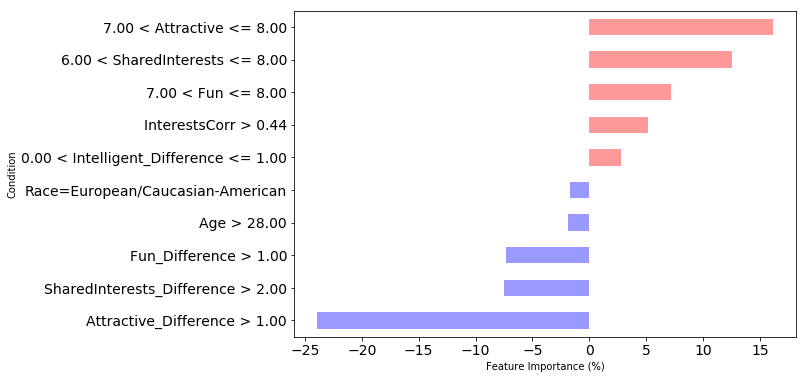 7.00 < Attractive <= 8.00
6.00 < SharedInterests <= 8.00
7.00 < Fun <= 8.00
InterestsCorr > 0.44
0.00 < Intelligent_Difference <= 1.00
Race=European/Caucasian-American
Age > 28.00
Fun_Difference > 1.00
SharedInterests_Difference > 2.00
Attractive_Difference > 1.00
Condition
−25 −20 −15 −10 −5 0 5 10 15
Feature Importance (%)